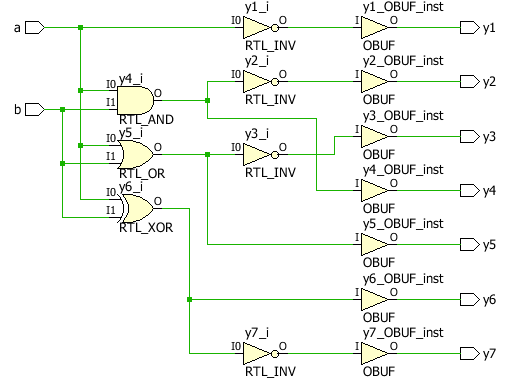 y1_i y1_OBUF_inst
a I0 O I O y1
RTL_INV OBUF
y2_i y2_OBUF_inst
y4_i I0 O I O y2
I0 O RTL_INV OBUF
b I1 y3_OBUF_inst
RTL_AND
y5_i y3_i I O y3
I0 O I0 O OBUF
I1 y4_OBUF_inst
RTL_OR RTL_INV
y6_i I O y4
I0 O OBUF
I1 y5_OBUF_inst
RTL_XOR
I O y5
OBUF
y6_OBUF_inst
I O y6
OBUF
y7_i y7_OBUF_inst
I0 O I O y7
RTL_INV OBUF